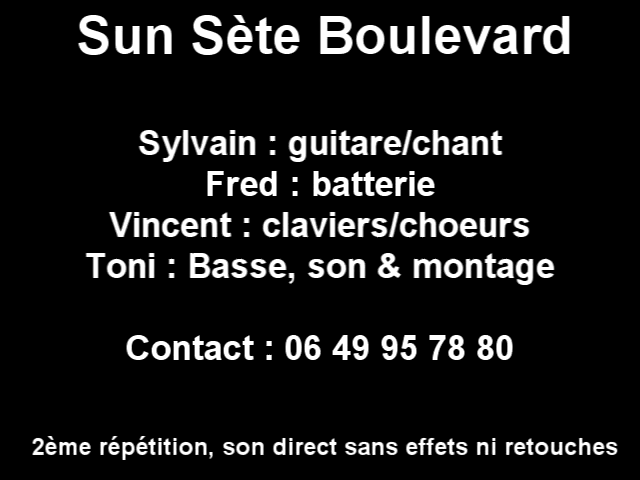 Sun Sète Boulevard
Sylvain : guitare/chant
Fred : batterie
Vincent : claviers/choeurs
Toni : Basse, son & montage
Contact : 06 49 95 78 80
2ème répétition, son direct sans effets ni retouches